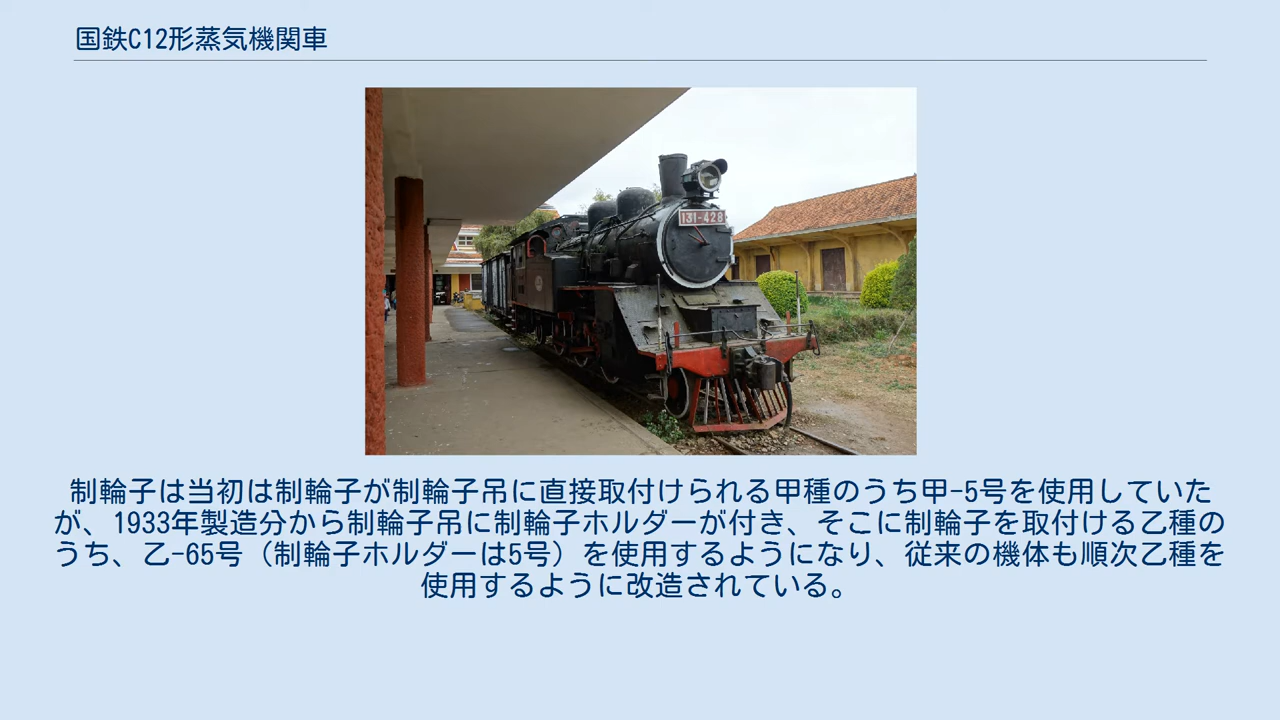 国鉄C12形蒸気機関車
131-428
制輪子は当初は制輪子が制輪子吊に直接取付けられる甲種のうち甲-5号を使用していた
が、1933年製造分から制輪子吊に制輪子ホルダーが付き、そこに制輪子を取付ける乙種の
うち、乙-65号（制輪子ホルダーは5号）を使用するようになり、従来の機体も順次乙種を
使用するように改造されている。